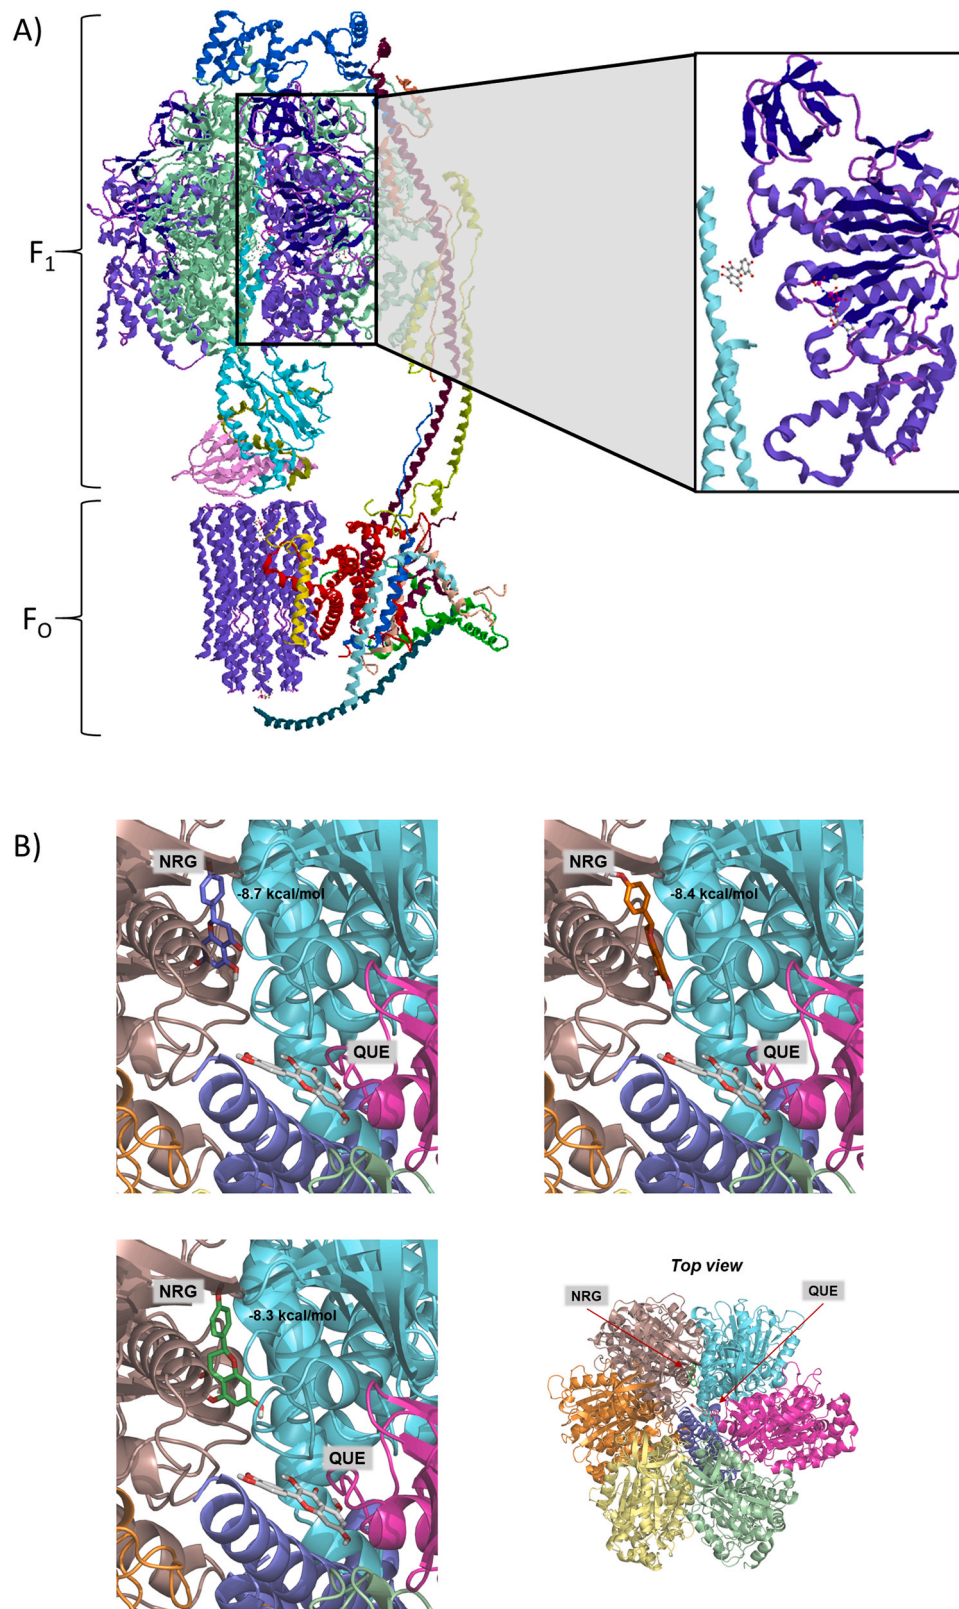 A)
F1
FO
B)
NRG
-8.7 kcal/mol
QUE
NRG
-8.4 kcal/mol
QUE
NRG
-8.3 kcal/mol
QUE
Top view
NRG
QUE